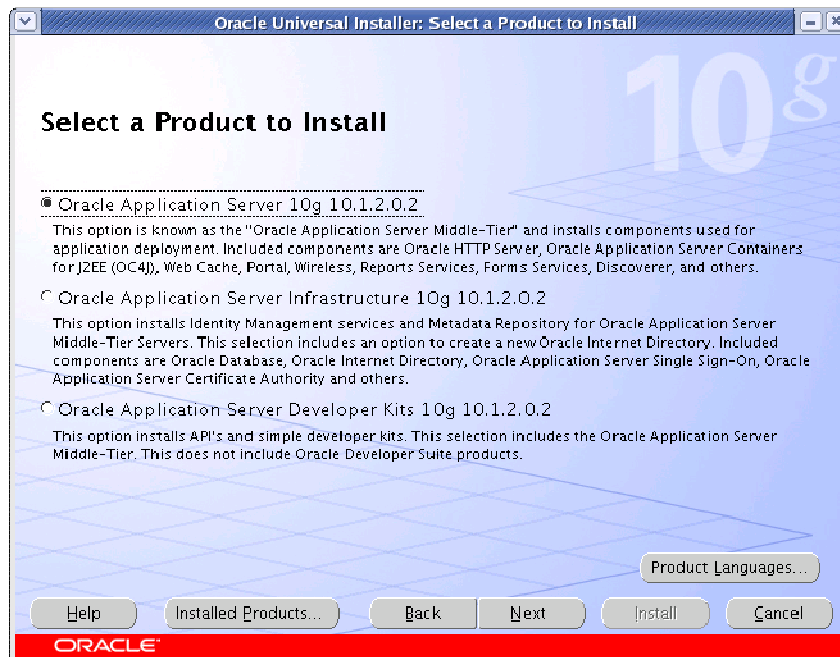 Oracle Universal Installer: Select a Product to Install
10g
Select a Product to Install
Oracle Application Server 10g 10.1.2.0.2
This option is known as the "Oracle Application Server Middle-Tier" and installs components used for
application deployment. Included components are Oracle HTTP Server, Oracle Application Server Containers
for J2EE (OC4J), Web Cache, Portal, Wireless, Reports Services, Forms Services, Discoverer, and others.
Oracle Application Server Infrastructure 10g 10.1.2.0.2
This option installs Identity Management services and Metadata Repository for Oracle Application Server
Middle-Tier Servers. This selection includes an option to create a new Oracle Internet Directory. Included
components are Oracle Database, Oracle Internet Directory, Oracle Application Server Single Sign-On, Oracle
Application Server Certificate Authority and others.
Oracle Application Server Developer Kits 10g 10.1.2.0.2
This option installs API's and simple developer kits. This selection includes the Oracle Application Server
Middle-Tier. This does not include Oracle Developer Suite products.
Product Languages...
Help Installed Products... Back Next Install Cancel
ORACLE